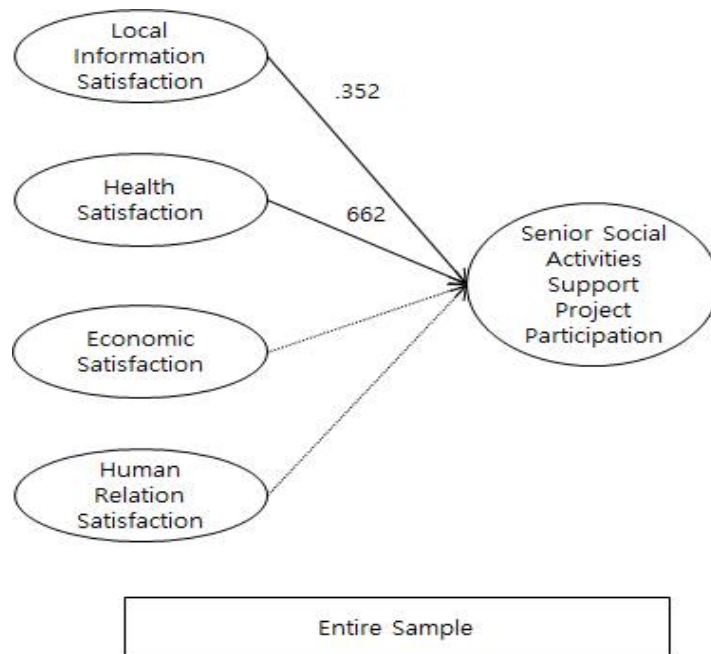 Local
Information
Satisfaction
.352
Health
Satisfaction
662
Senior Social
Activities
Support
Project
Participation
Economic
Satisfaction
Human
Relation
Satisfaction
Entire Sample